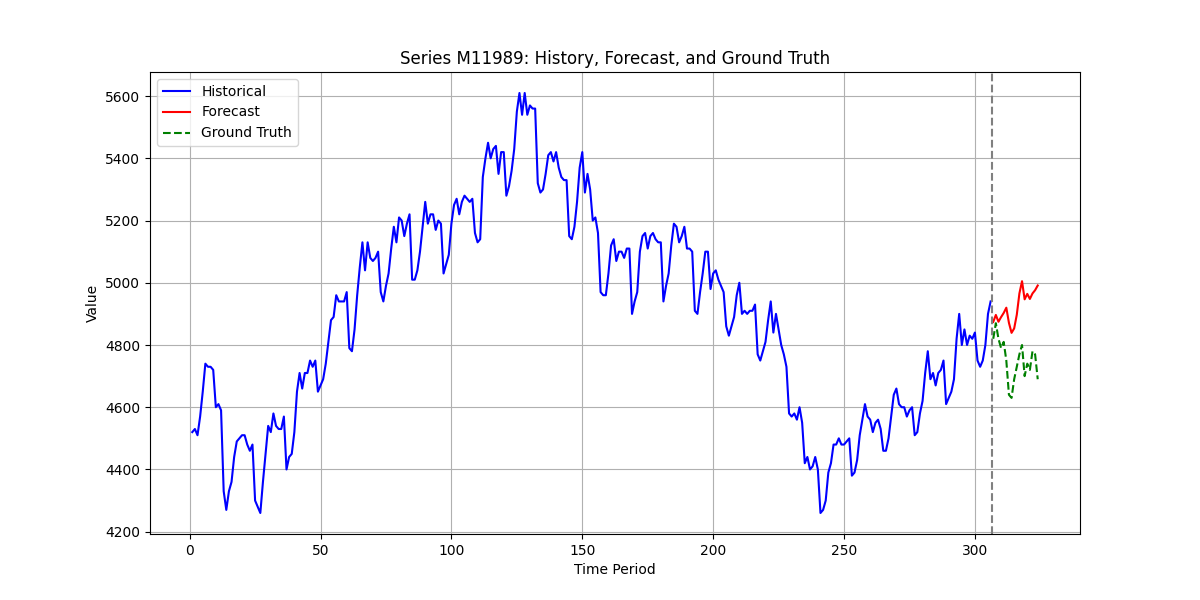 Series M11989: History, Forecast, and Ground Truth
Historical
Forecast
Ground Truth
Value
5600
5400
5200
5000
4800
4600
4400
4200
0 50 100 150 200 250 300
Time Period